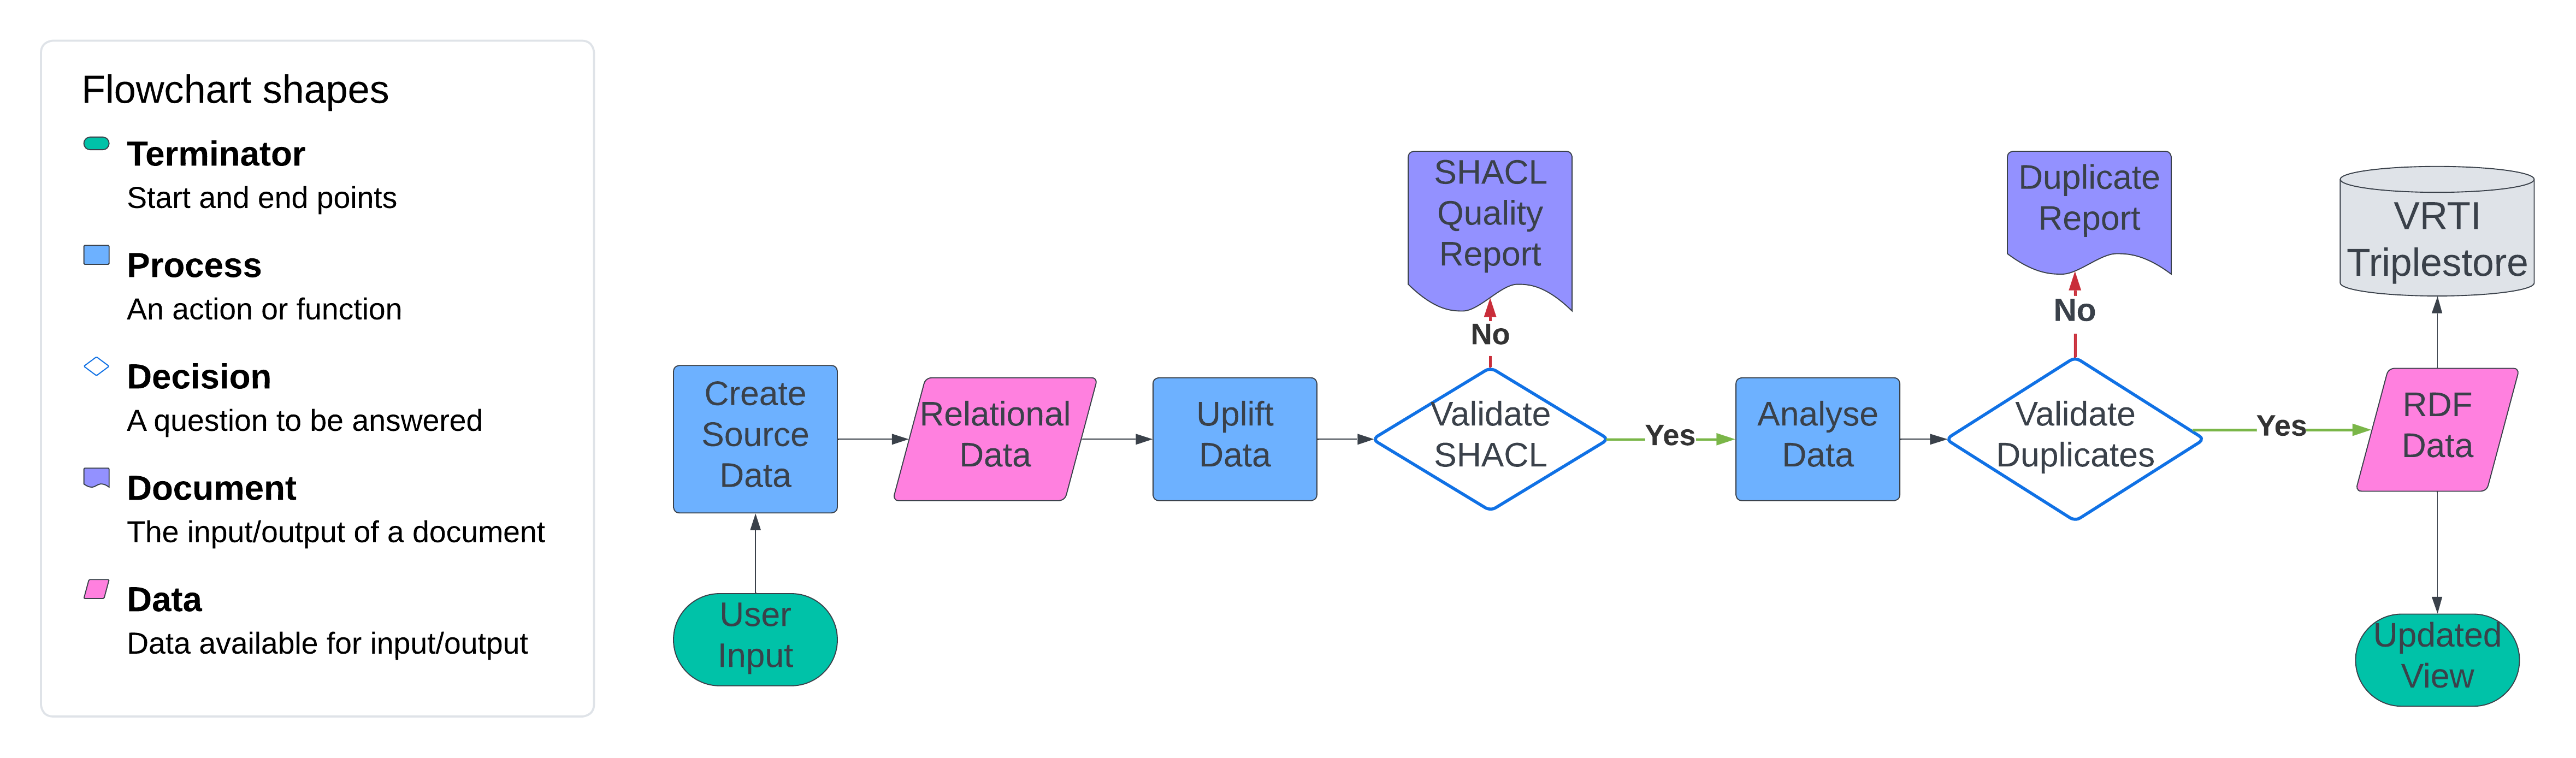 Flowchart shapes
Terminator
Start and end points
Process
An action or function
Decision
A question to be answered
Document
The input/output of a document
Data
Data available for input/output
User
Input
Create
Source
Data
Relational
Data
Uplift
Data
Validate
SHACL
No
SHACL
Quality
Report
Yes
Analyse
Data
Validate
Duplicates
No
Duplicate
Report
Yes
RDF
Data
VRTI
Triplestore
Updated
View